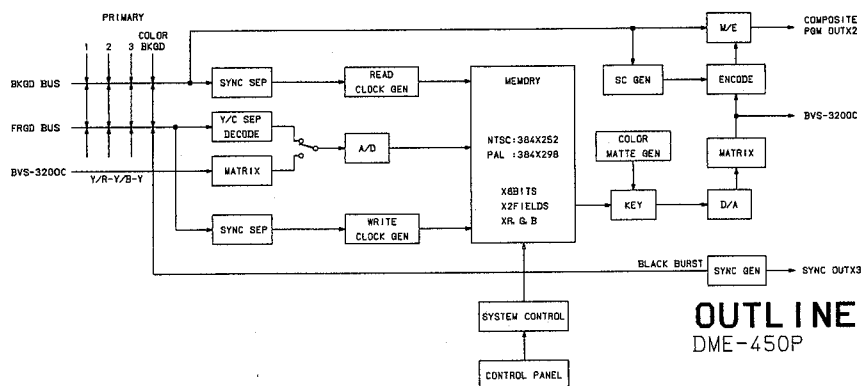 PRIMARY
1 2 3 COLOR BKGD
COMPOSITE
PGM OUTX2
M/E
BKGD BUS
SYNC SEP
READ
CLOCK GEN
MEMORY
SC GEN
ENCODE
FRGD BUS
Y/C SEP
DECODE
BVS-3200C
A/D
NTSC:384X252
PAL :384X298
COLOR
MATTE GEN
MATRIX
BVS-3200C
Y/R-Y/B-Y
MATRIX
X6BITS
X2FIELDS
XR.G.B
KEY
D/A
SYNC SEP
WRITE
CLOCK GEN
BLACK BURST
SYNC GEN
SYNC OUTX3
SYSTEM CONTROL
CONTROL PANEL
OUTLINE
DME-450P